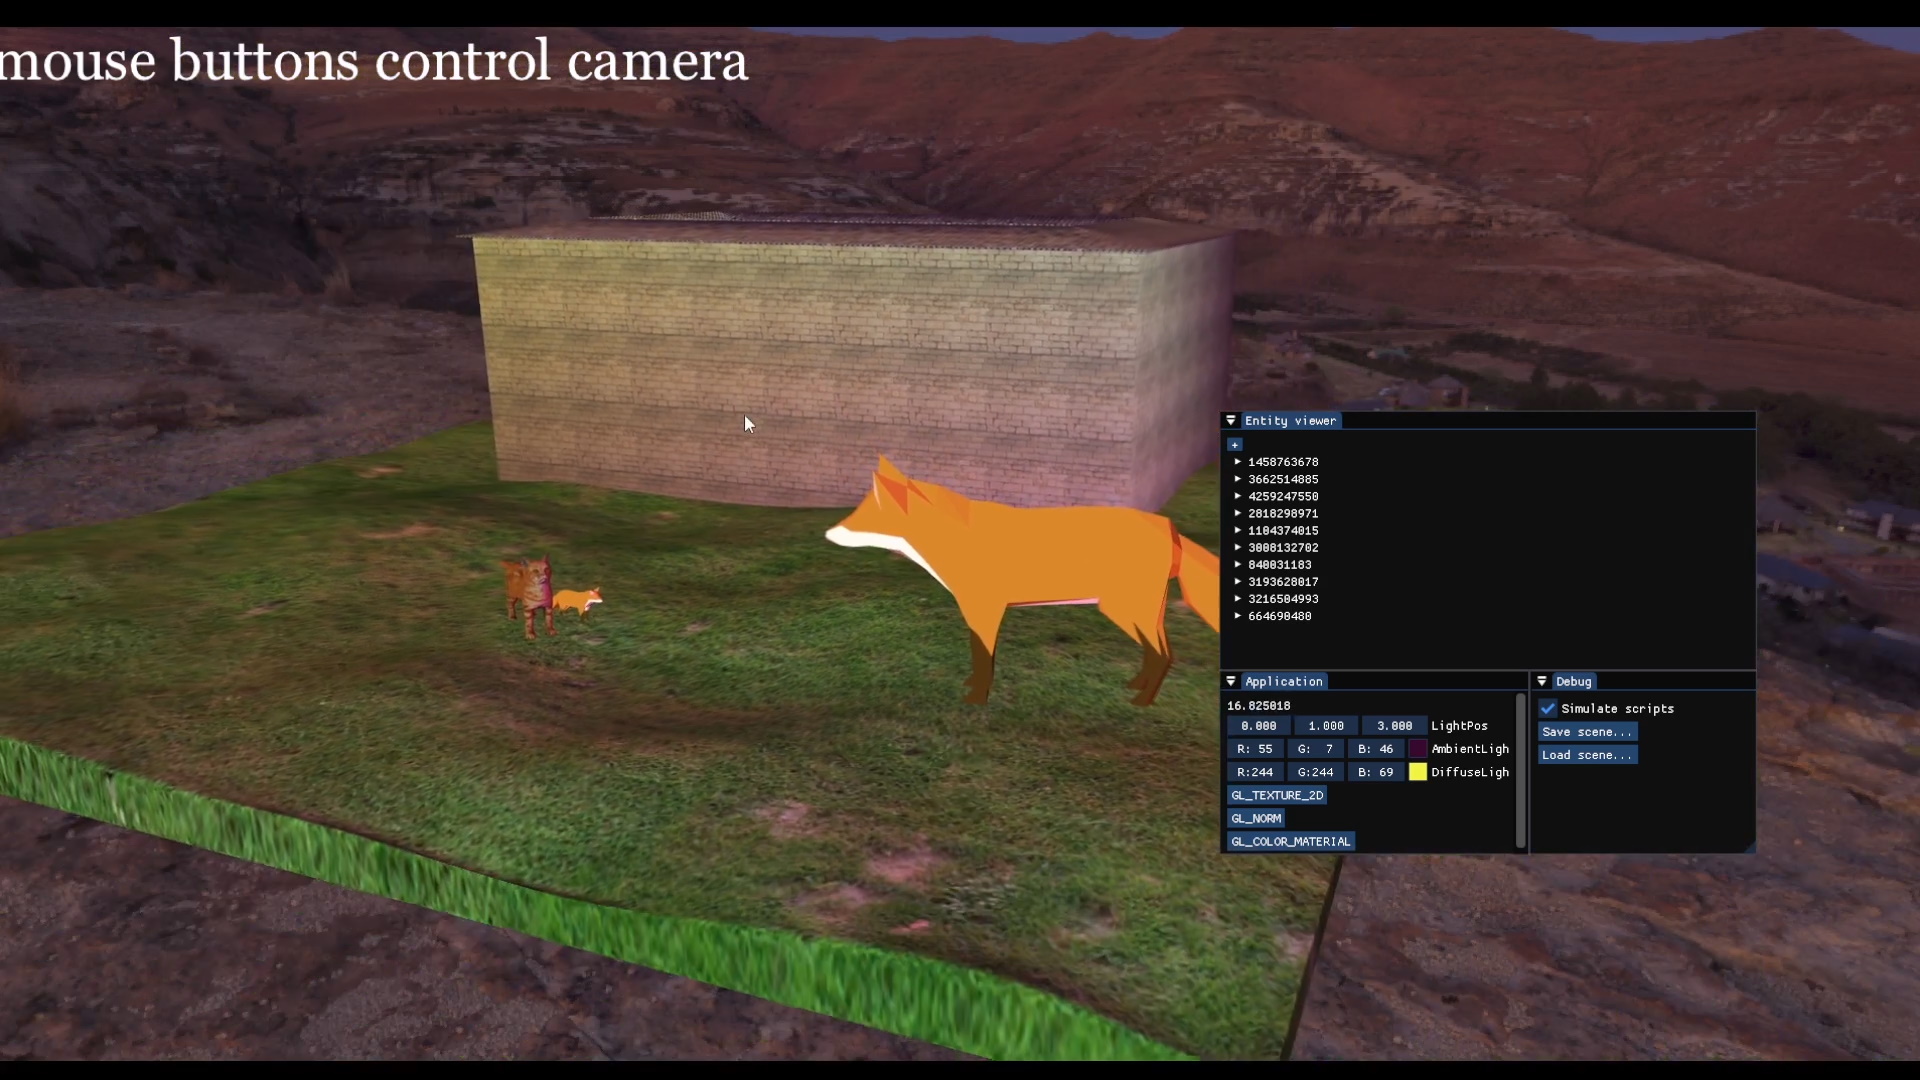 mouse buttons control camera
Entity viewer
+
1458763678
3662514885
4259247550
2818298971
1104374015
3008132702
840031183
3193628017
3216504993
664690480
Application
16.825018
0.000 1.000 3.000 LightPos
R: 55 G: 7 B: 46 AmbientLigh
R:244 G:244 B: 69 DiffuseLigh
GL_TEXTURE_2D
GL_NORM
GL_COLOR_MATERIAL
Debug
Simulate scripts
Save scene...
Load scene...